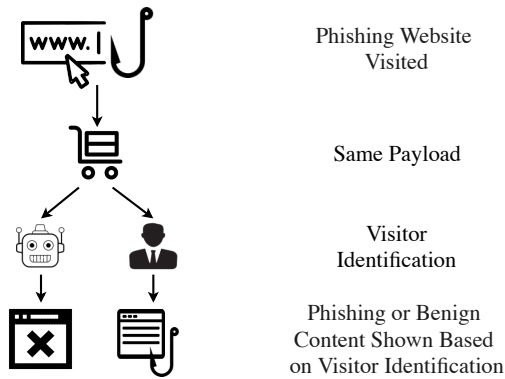 www.
Phishing Website
Visited
Same Payload
Visitor
Identification
Phishing or Benign
Content Shown Based
on Visitor Identification